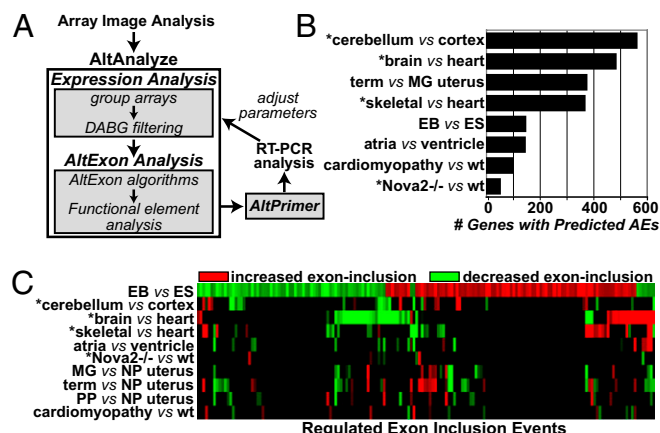 A
Array Image Analysis
AltAnalyze
Expression Analysis
group arrays
DABG filtering
AltExon Analysis
AltExon algorithms
Functional element
analysis
adjust
parameters
RT-PCR
analysis
AltPrimer
B
*cerebellum vs cortex
*brain vs heart
term vs MG uterus
*skeletal vs heart
EB vs ES
atria vs ventricle
cardiomyopathy vs wt
*Nova2-/- vs wt
0 200 400 600
# Genes with Predicted AEs
C
increased exon-inclusion decreased exon-inclusion
EB vs ES
*cerebellum vs cortex
*brain vs heart
*skeletal vs heart
atria vs ventricle
*Nova2-/- vs wt
MG vs NP uterus
term vs NP uterus
PP vs NP uterus
cardiomyopathy vs wt
Regulated Exon Inclusion Events